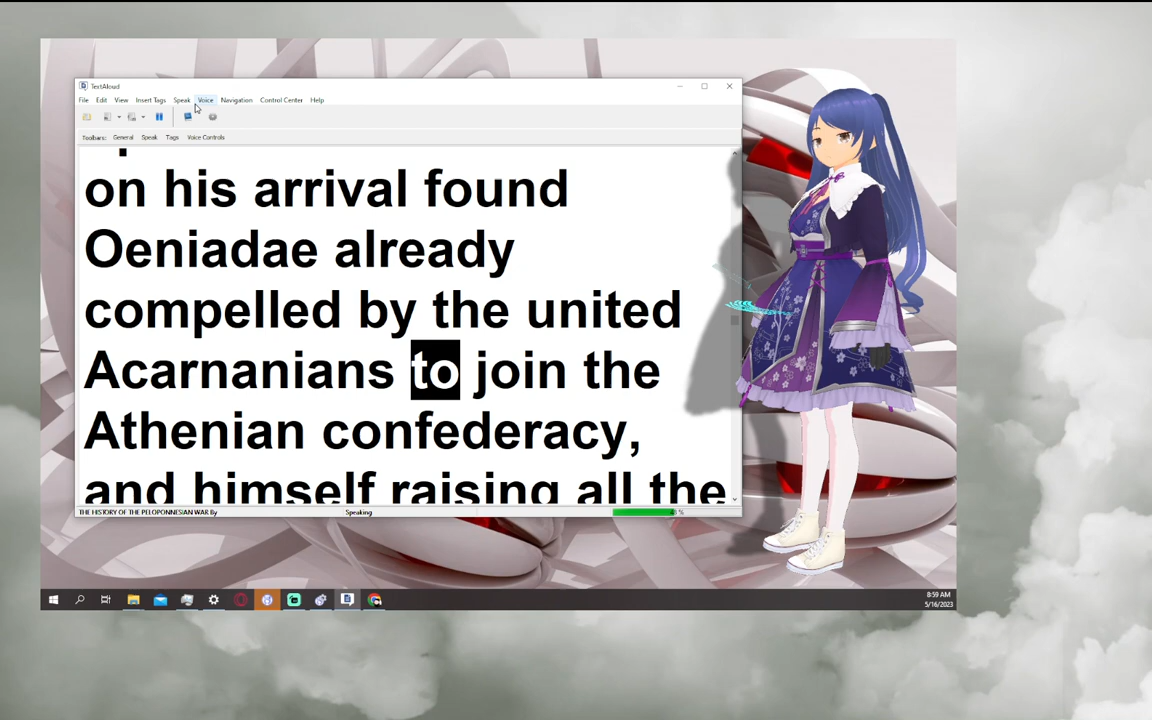 TextAloud
File Edit View Insert Tags Speak Voice Navigation Control Center Help
Toolbars: General Speak Tags Voice Controls
on his arrival found
Oeniadae already
compelled by the united
Acarnanians to join the
Athenian confederacy,
and himself raising all the
THE HISTORY OF THE PELOPONNESIAN WAR By Speaking
8:59 AM
5/16/2023